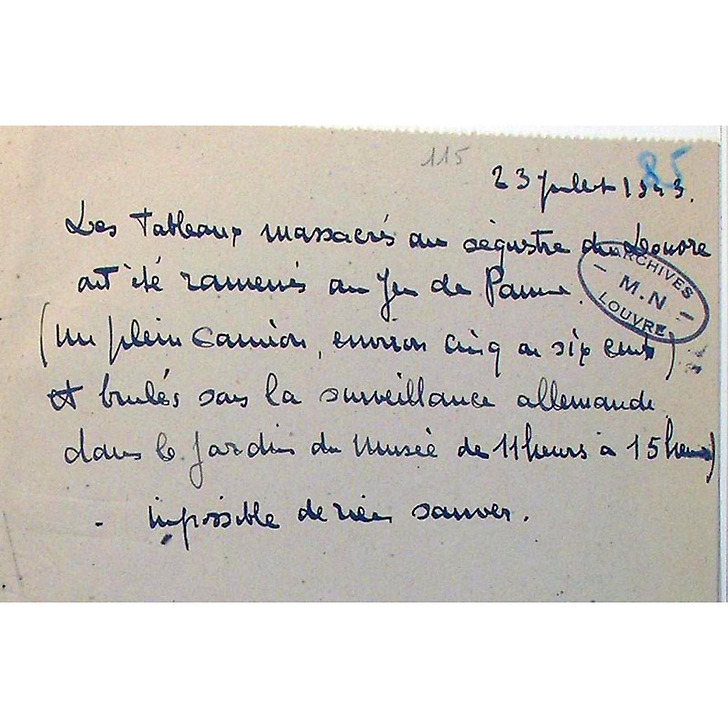 115
85
23 juillet 1943.
Les Tableaux massacrés au séquestre du Louvre
ont été ramenés au Jeu de Paume.
ARCHIVES
M.N
LOUVRE
(un plein camion, environ cinq ou six cents)
et brulés sous la surveillance allemande
dans le jardin du Musée de 11 heures à 15 heures)
impossible de rien sauver.